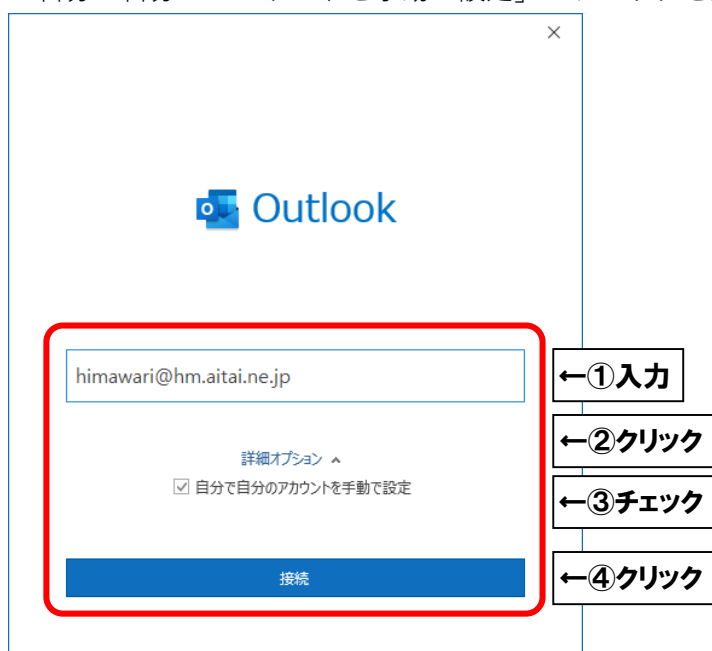 Outlook
himawari@hm.aitai.ne.jp
←①入力
←②クリック
詳細オプション ^
自分で自分のアカウントを手動で設定
←③チェック
接続
←④クリック